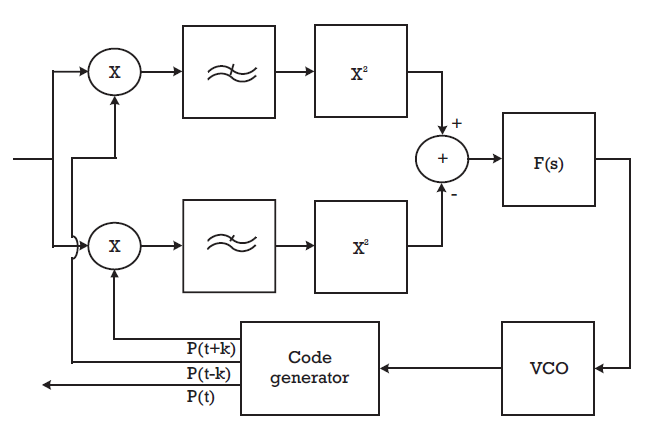 X
X²
+
+
F(s)
-
X
X²
P(t+k)
Code
generator
P(t-k)
P(t)
VCO